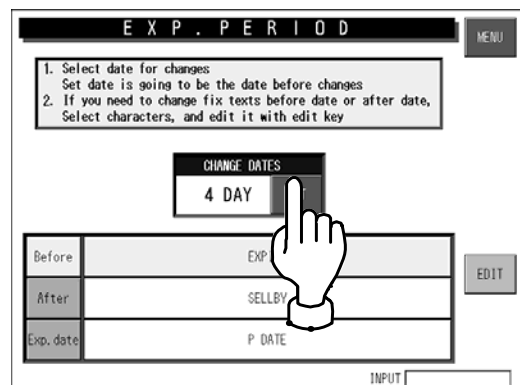 EXP. PERIOD
MENU
1. Select date for changes
Set date is going to be the date before changes
2. If you need to change fix texts before date or after date,
Select characters, and edit it with edit key
CHANGE DATES
4 DAY
Before
After SELLBY
Exp. date P DATE
EDIT
INPUT